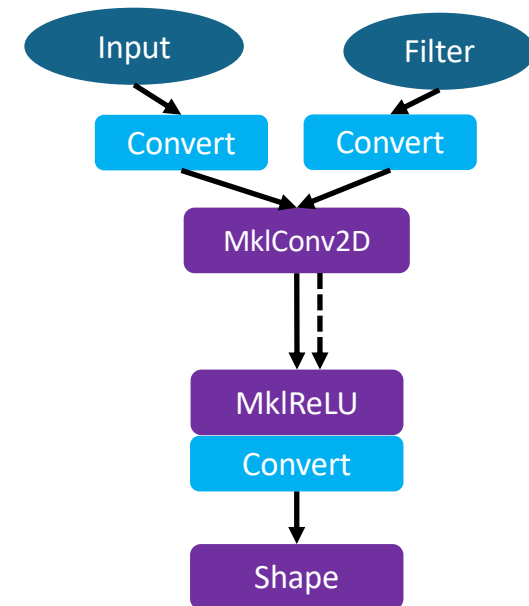 Input
Filter
Convert
Convert
MklConv2D
MklReLU
Convert
Shape